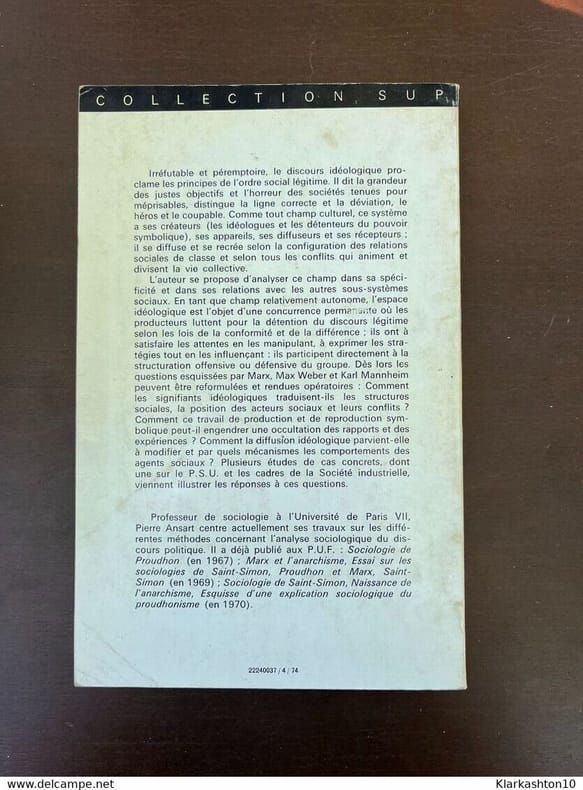 COLLECTION SUP
Irréfutable et péremptoire, le discours idéologique pro-
clame les principes de l'ordre social légitime. Il dit la grandeur
des justes objectifs et l'horreur des sociétés tenues pour
méprisables, distingue la ligne correcte et la déviation, le
héros et le coupable. Comme tout champ culturel, ce système
a ses créateurs (les idéologues et les détenteurs du pouvoir
symbolique), ses appareils, ses diffuseurs et ses récepteurs ;
il se diffuse et se recrée selon la configuration des relations
sociales de classe et selon tous les conflits qui animent et
divisent la vie collective.
L'auteur se propose d'analyser ce champ dans sa spéci-
ficité et dans ses relations avec les autres sous-systèmes
sociaux. En tant que champ relativement autonome, l'espace
idéologique est l'objet d'une concurrence permanente où les
producteurs luttent pour la détention du discours légitime
selon les lois de la conformité et de la différence ; ils ont à
satisfaire les attentes en les manipulant, à exprimer les stra-
tégies tout en les influençant : ils participent directement à la
structuration offensive ou défensive du groupe. Dès lors les
questions esquissées par Marx, Max Weber et Karl Mannheim
peuvent être reformulées et rendues opératoires : Comment
les signifiants idéologiques traduisent-ils les structures
sociales, la position des acteurs sociaux et leurs conflits ?
Comment ce travail de production et de reproduction sym-
bolique peut-il engendrer une occultation des rapports et des
expériences ? Comment la diffusion idéologique parvient-elle
à modifier et par quels mécanismes les comportements des
agents sociaux ? Plusieurs études de cas concrets, dont
une sur le P.S.U. et les cadres de la Société industrielle,
viennent illustrer les réponses à ces questions.
Professeur de sociologie à l'Université de Paris VII,
Pierre Ansart centre actuellement ses travaux sur les diffé-
rentes méthodes concernant l'analyse sociologique du dis-
cours politique. Il a déjà publié aux P.U.F. : Sociologie de
Proudhon (en 1967) ; Marx et l'anarchisme, Essai sur les
sociologies de Saint-Simon, Proudhon et Marx, Saint-
Simon (en 1969) ; Sociologie de Saint-Simon, Naissance de
l'anarchisme, Esquisse d'une explication sociologique du
proudhonisme (en 1970).
22240037 / 4 / 74
www.delcampe.net
Klarkashton10